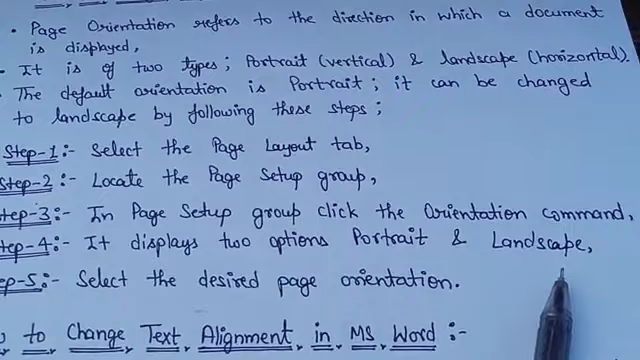 • Page Orientation refers to the direction in which a document
is displayed,
- It is of two types; Portrait (vertical) & landscape (horizontal).
• The default orientation is Portrait; it can be changed
to landscape by following these steps;
Step-1:- Select the Page Layout tab,
Step-2:- Locate the Page Setup group,
Step-3:- In Page Setup group click the Orientation command,
tep-4:- It displays two options Portrait & Landscape,
ep-5:- Select the desired page orientation.
to Change Text Alignment in MS Word:-